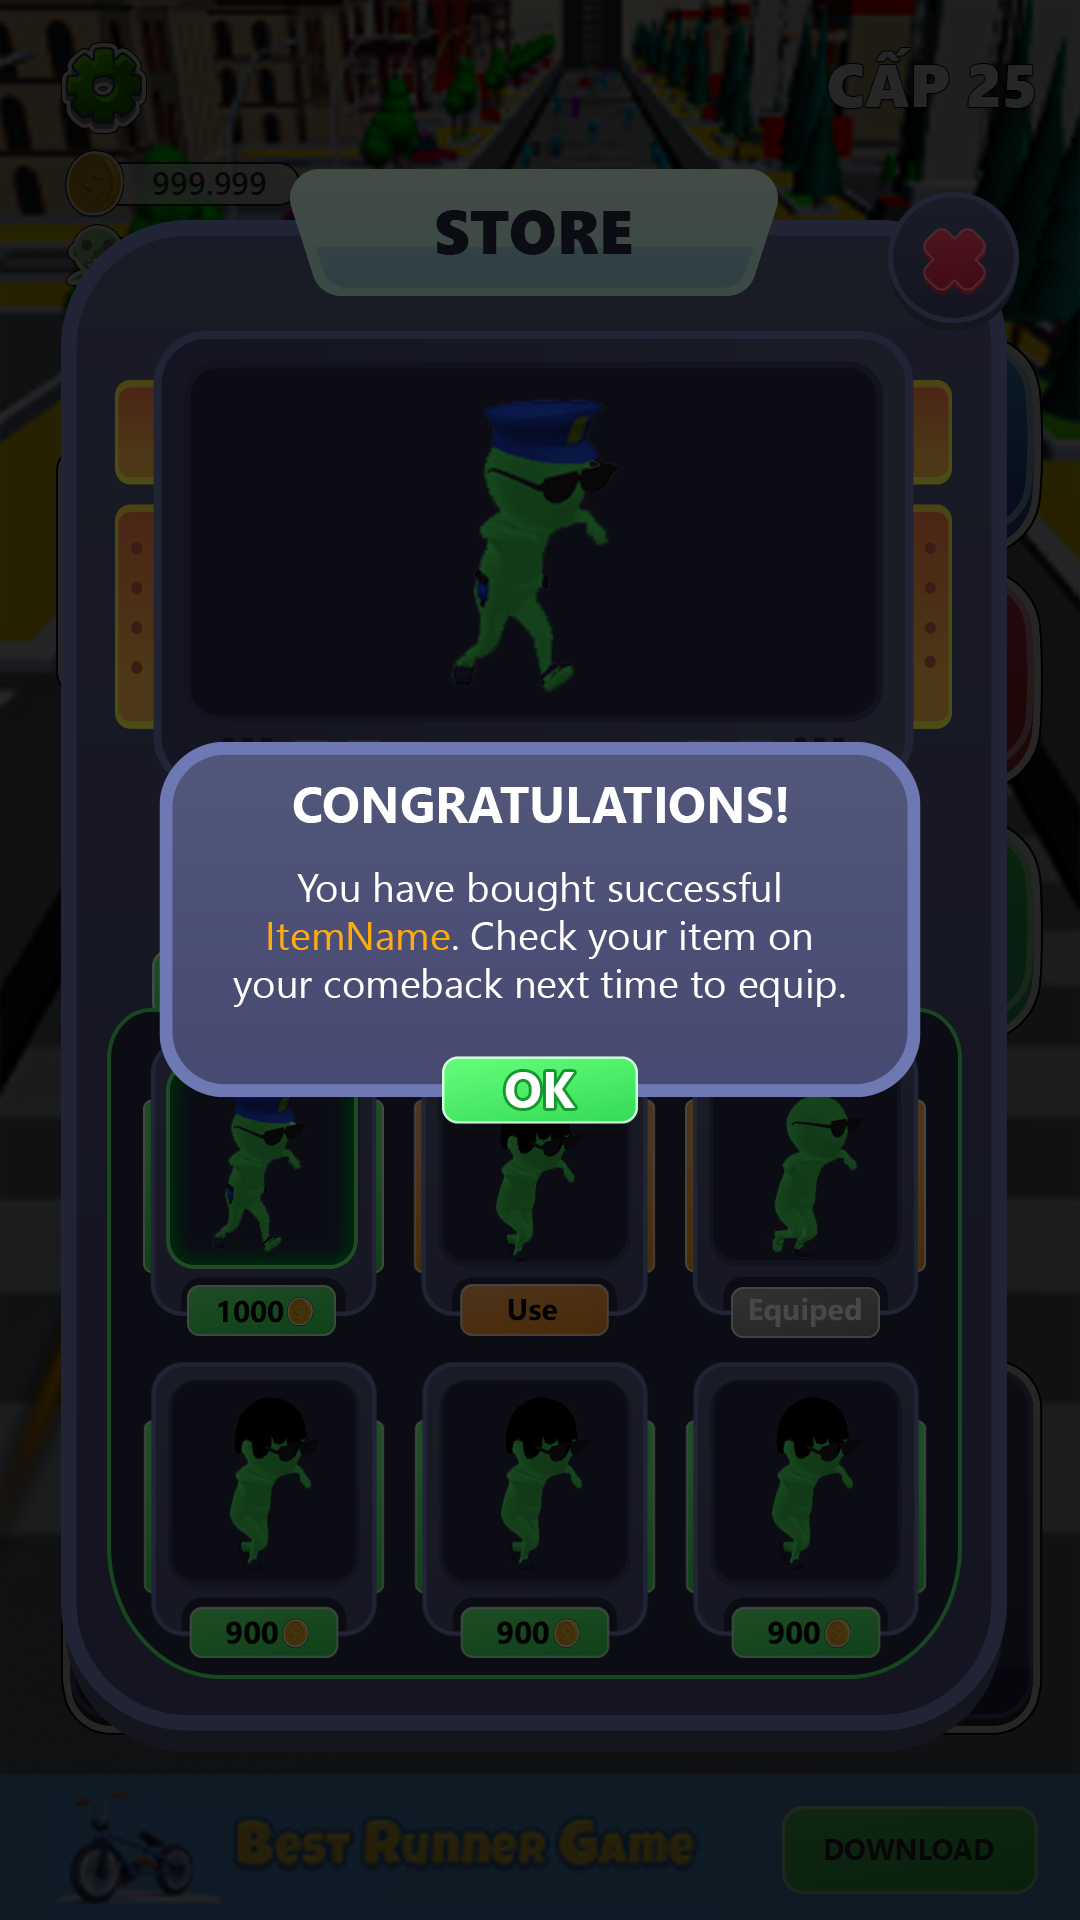 CẤP 25
999.999
STORE
CONGRATULATIONS!
You have bought successful
ItemName. Check your item on
your comeback next time to equip.
OK
1000
Use
Equiped
900
900
900
BEST RUNNER GAME
DOWNLOAD